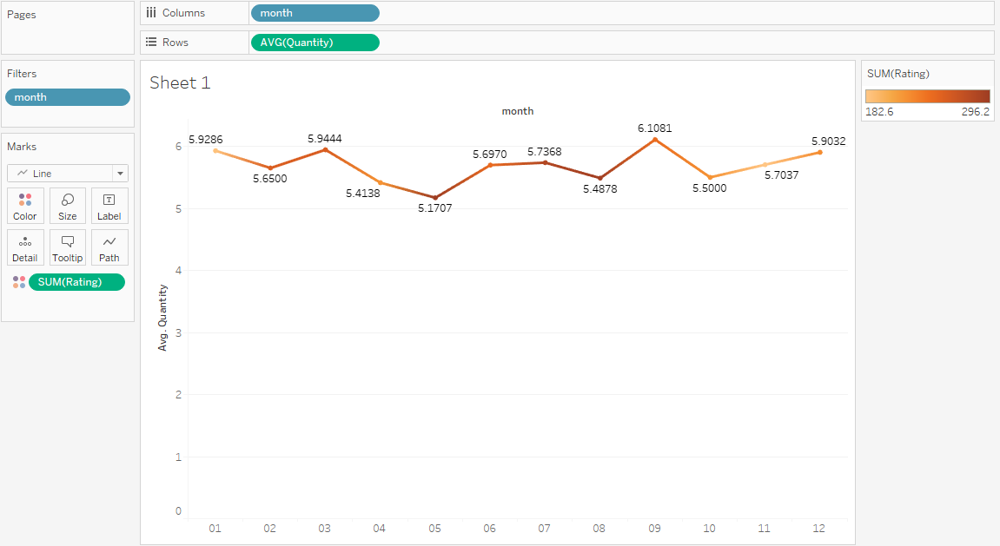 Pages
Columns
month
Rows
AVG(Quantity)
Filters
month
Marks
Line
Color
Size
Label
Detail
Tooltip
Path
SUM(Rating)
Sheet 1
month
Avg. Quantity
6
5
4
3
2
1
0
5.9286
5.6500
5.9444
5.4138
5.1707
5.6970
5.7368
5.4878
6.1081
5.5000
5.7037
5.9032
01 02 03 04 05 06 07 08 09 10 11 12
SUM(Rating)
182.6 296.2